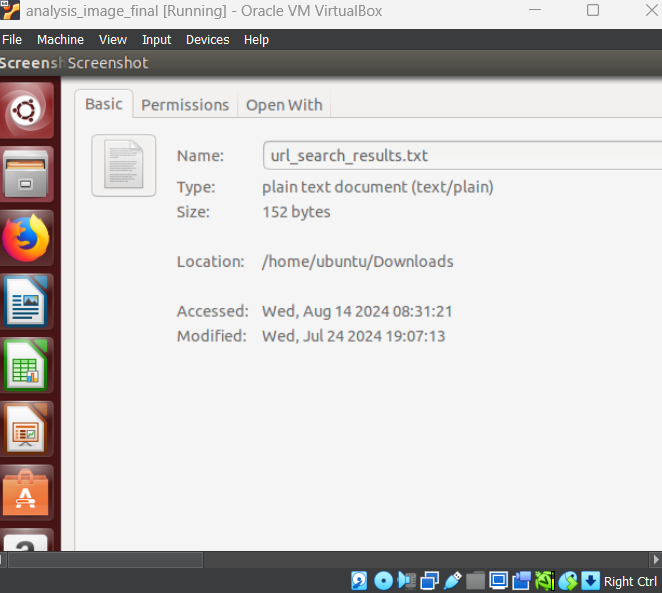 analysis_image_final [Running] - Oracle VM VirtualBox
File Machine View Input Devices Help
Screensh Screenshot
Basic Permissions Open With
Name: url_search_results.txt
Type: plain text document (text/plain)
Size: 152 bytes
Location: /home/ubuntu/Downloads
Accessed: Wed, Aug 14 2024 08:31:21
Modified: Wed, Jul 24 2024 19:07:13
Right Ctrl